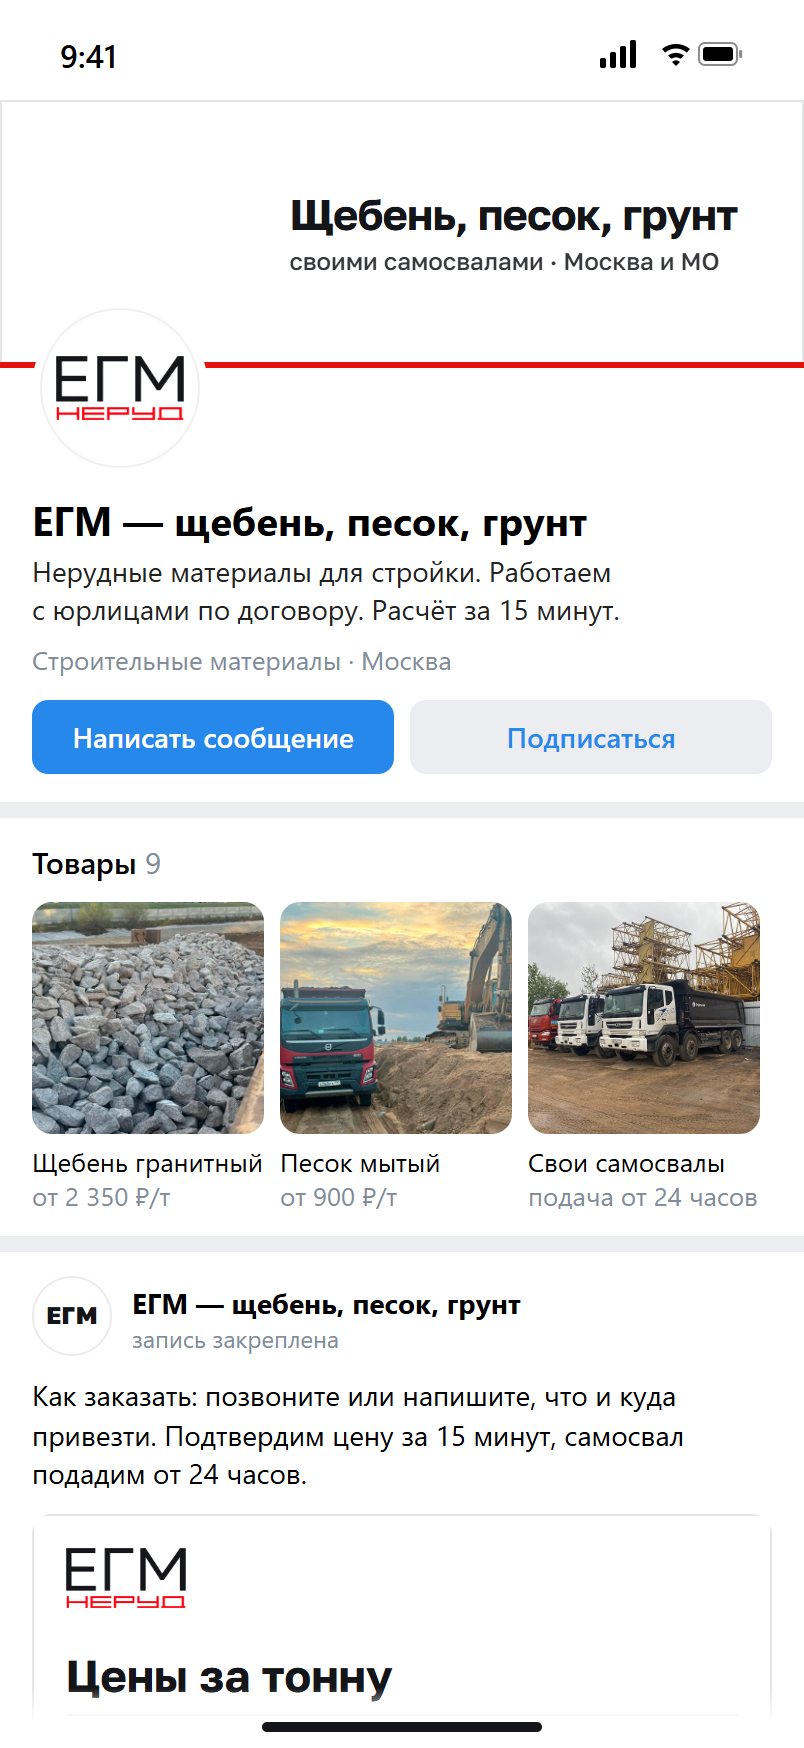 9:41
Щебень, песок, грунт
своими самосвалами · Москва и МО
ЕГМ
НЕРУД
ЕГМ — щебень, песок, грунт
Нерудные материалы для стройки. Работаем
с юрлицами по договору. Расчёт за 15 минут.
Строительные материалы · Москва
Написать сообщение
Подписаться
Товары 9
Щебень гранитный
от 2 350 ₽/т
Песок мытый
от 900 ₽/т
Свои самосвалы
подача от 24 часов
ЕГМ
ЕГМ — щебень, песок, грунт
запись закреплена
Как заказать: позвоните или напишите, что и куда
привезти. Подтвердим цену за 15 минут, самосвал
подадим от 24 часов.
ЕГМ
НЕРУД
Цены за тонну